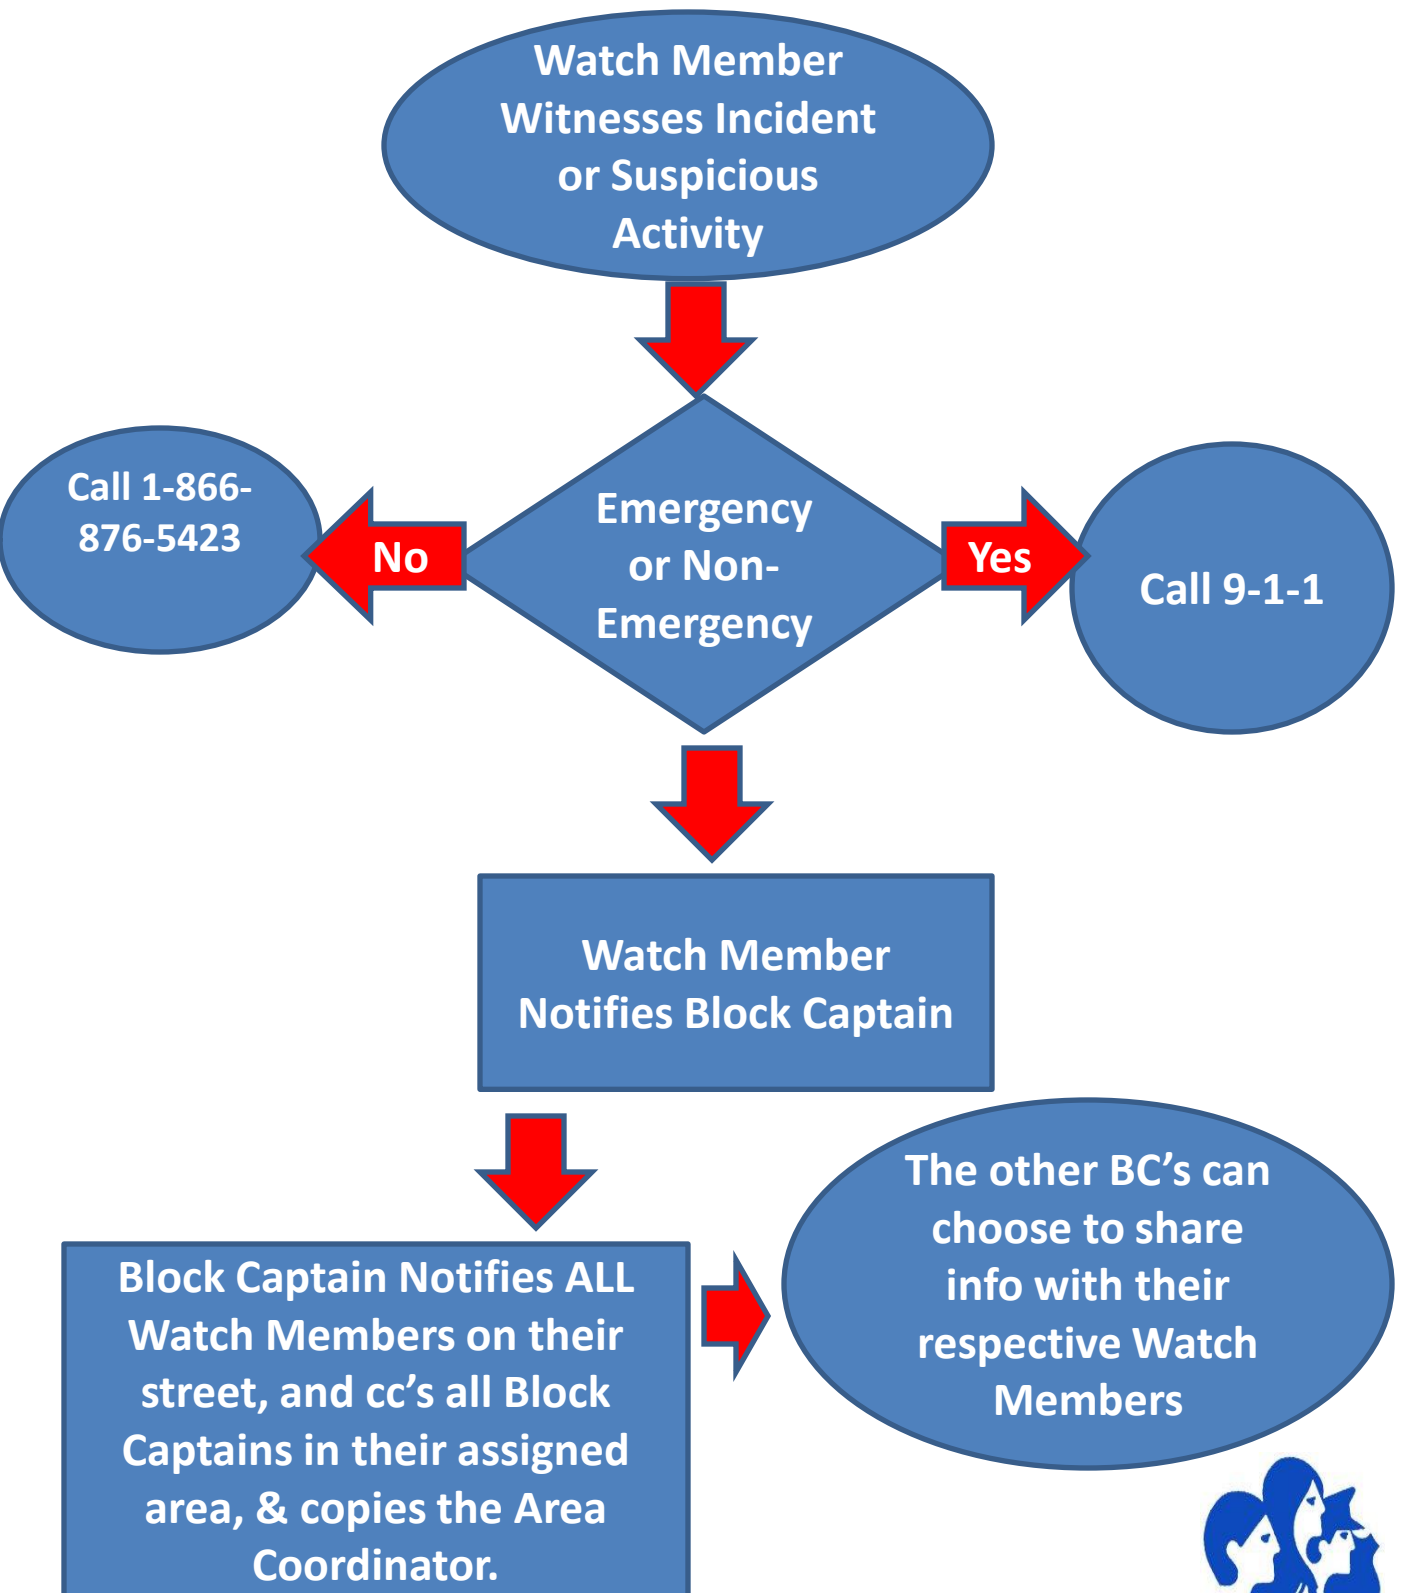 Watch Member
Witnesses Incident
or Suspicious
Activity
Call 1-866-
876-5423
No
Emergency
or Non-
Emergency
Yes
Call 9-1-1
Watch Member
Notifies Block Captain
Block Captain Notifies ALL
Watch Members on their
street, and cc’s all Block
Captains in their assigned
area, & copies the Area
Coordinator.
The other BC’s can
choose to share
info with their
respective Watch
Members